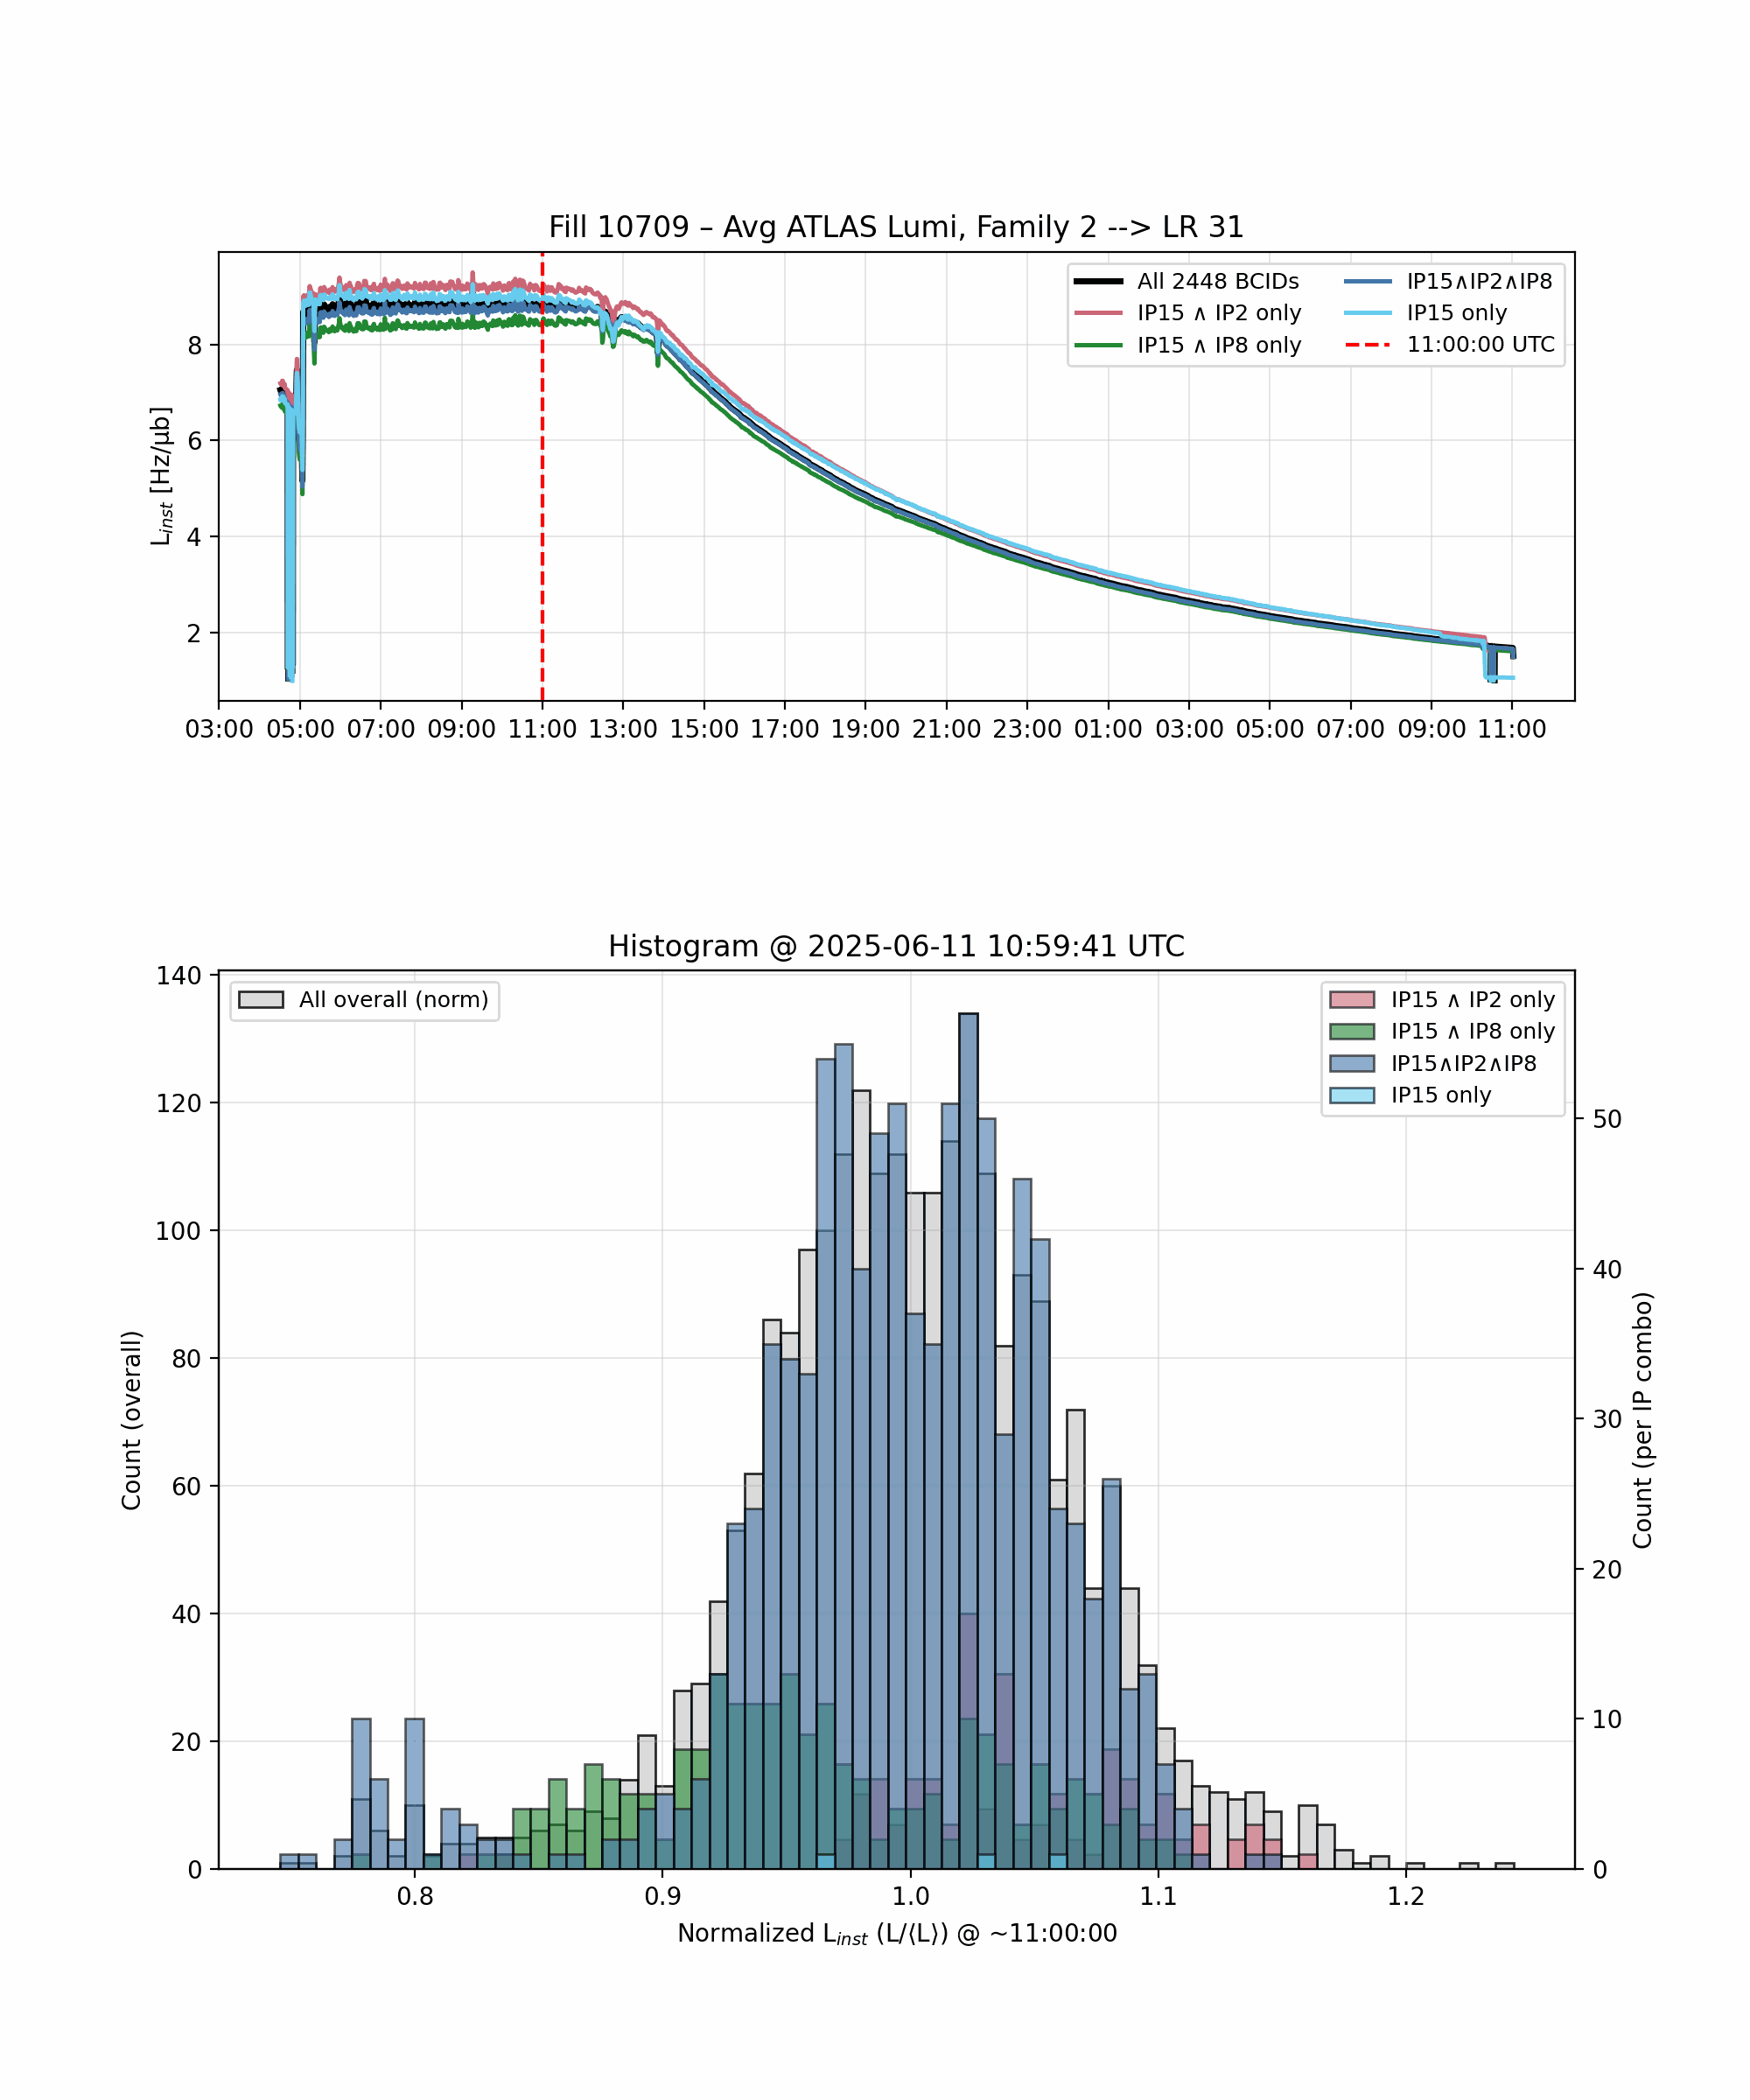 Fill 10709 – Avg ATLAS Lumi, Family 2 --> LR 31
L_inst [Hz/μb]
8
6
4
2
All 2448 BCIDs
IP15 ∧ IP2 only
IP15 ∧ IP8 only
IP15∧IP2∧IP8
IP15 only
11:00:00 UTC
03:00 05:00 07:00 09:00 11:00 13:00 15:00 17:00 19:00 21:00 23:00 01:00 03:00 05:00 07:00 09:00 11:00
Histogram @ 2025-06-11 10:59:41 UTC
Count (overall)
140
120
100
80
60
40
20
0
All overall (norm)
IP15 ∧ IP2 only
IP15 ∧ IP8 only
IP15∧IP2∧IP8
IP15 only
50
40
30
20
10
0
Count (per IP combo)
0.8 0.9 1.0 1.1 1.2
Normalized L_inst (L/⟨L⟩) @ ~11:00:00